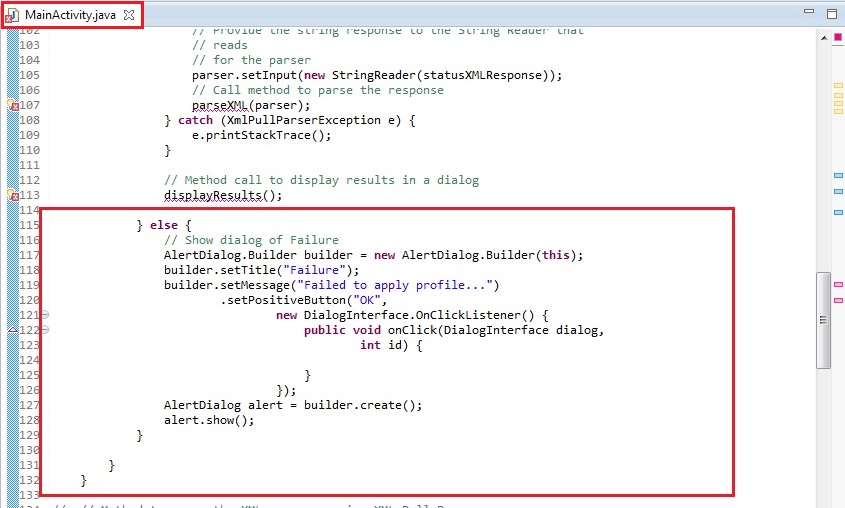 MainActivity.java
102 // Provide the string response to the String Reader that
103 // reads
104 // for the parser
105 parser.setInput(new StringReader(statusXMLResponse));
106 // Call method to parse the response
107 parseXML(parser);
108 } catch (XmlPullParserException e) {
109 e.printStackTrace();
110 }
111
112 // Method call to display results in a dialog
113 displayResults();
114
115 } else {
116 // Show dialog of Failure
117 AlertDialog.Builder builder = new AlertDialog.Builder(this);
118 builder.setTitle("Failure");
119 builder.setMessage("Failed to apply profile...")
120 .setPositiveButton("OK",
121 new DialogInterface.OnClickListener() {
122 public void onClick(DialogInterface dialog,
123 int id) {
124
125 }
126 });
127 AlertDialog alert = builder.create();
128 alert.show();
129 }
130
131 }
132 }
133